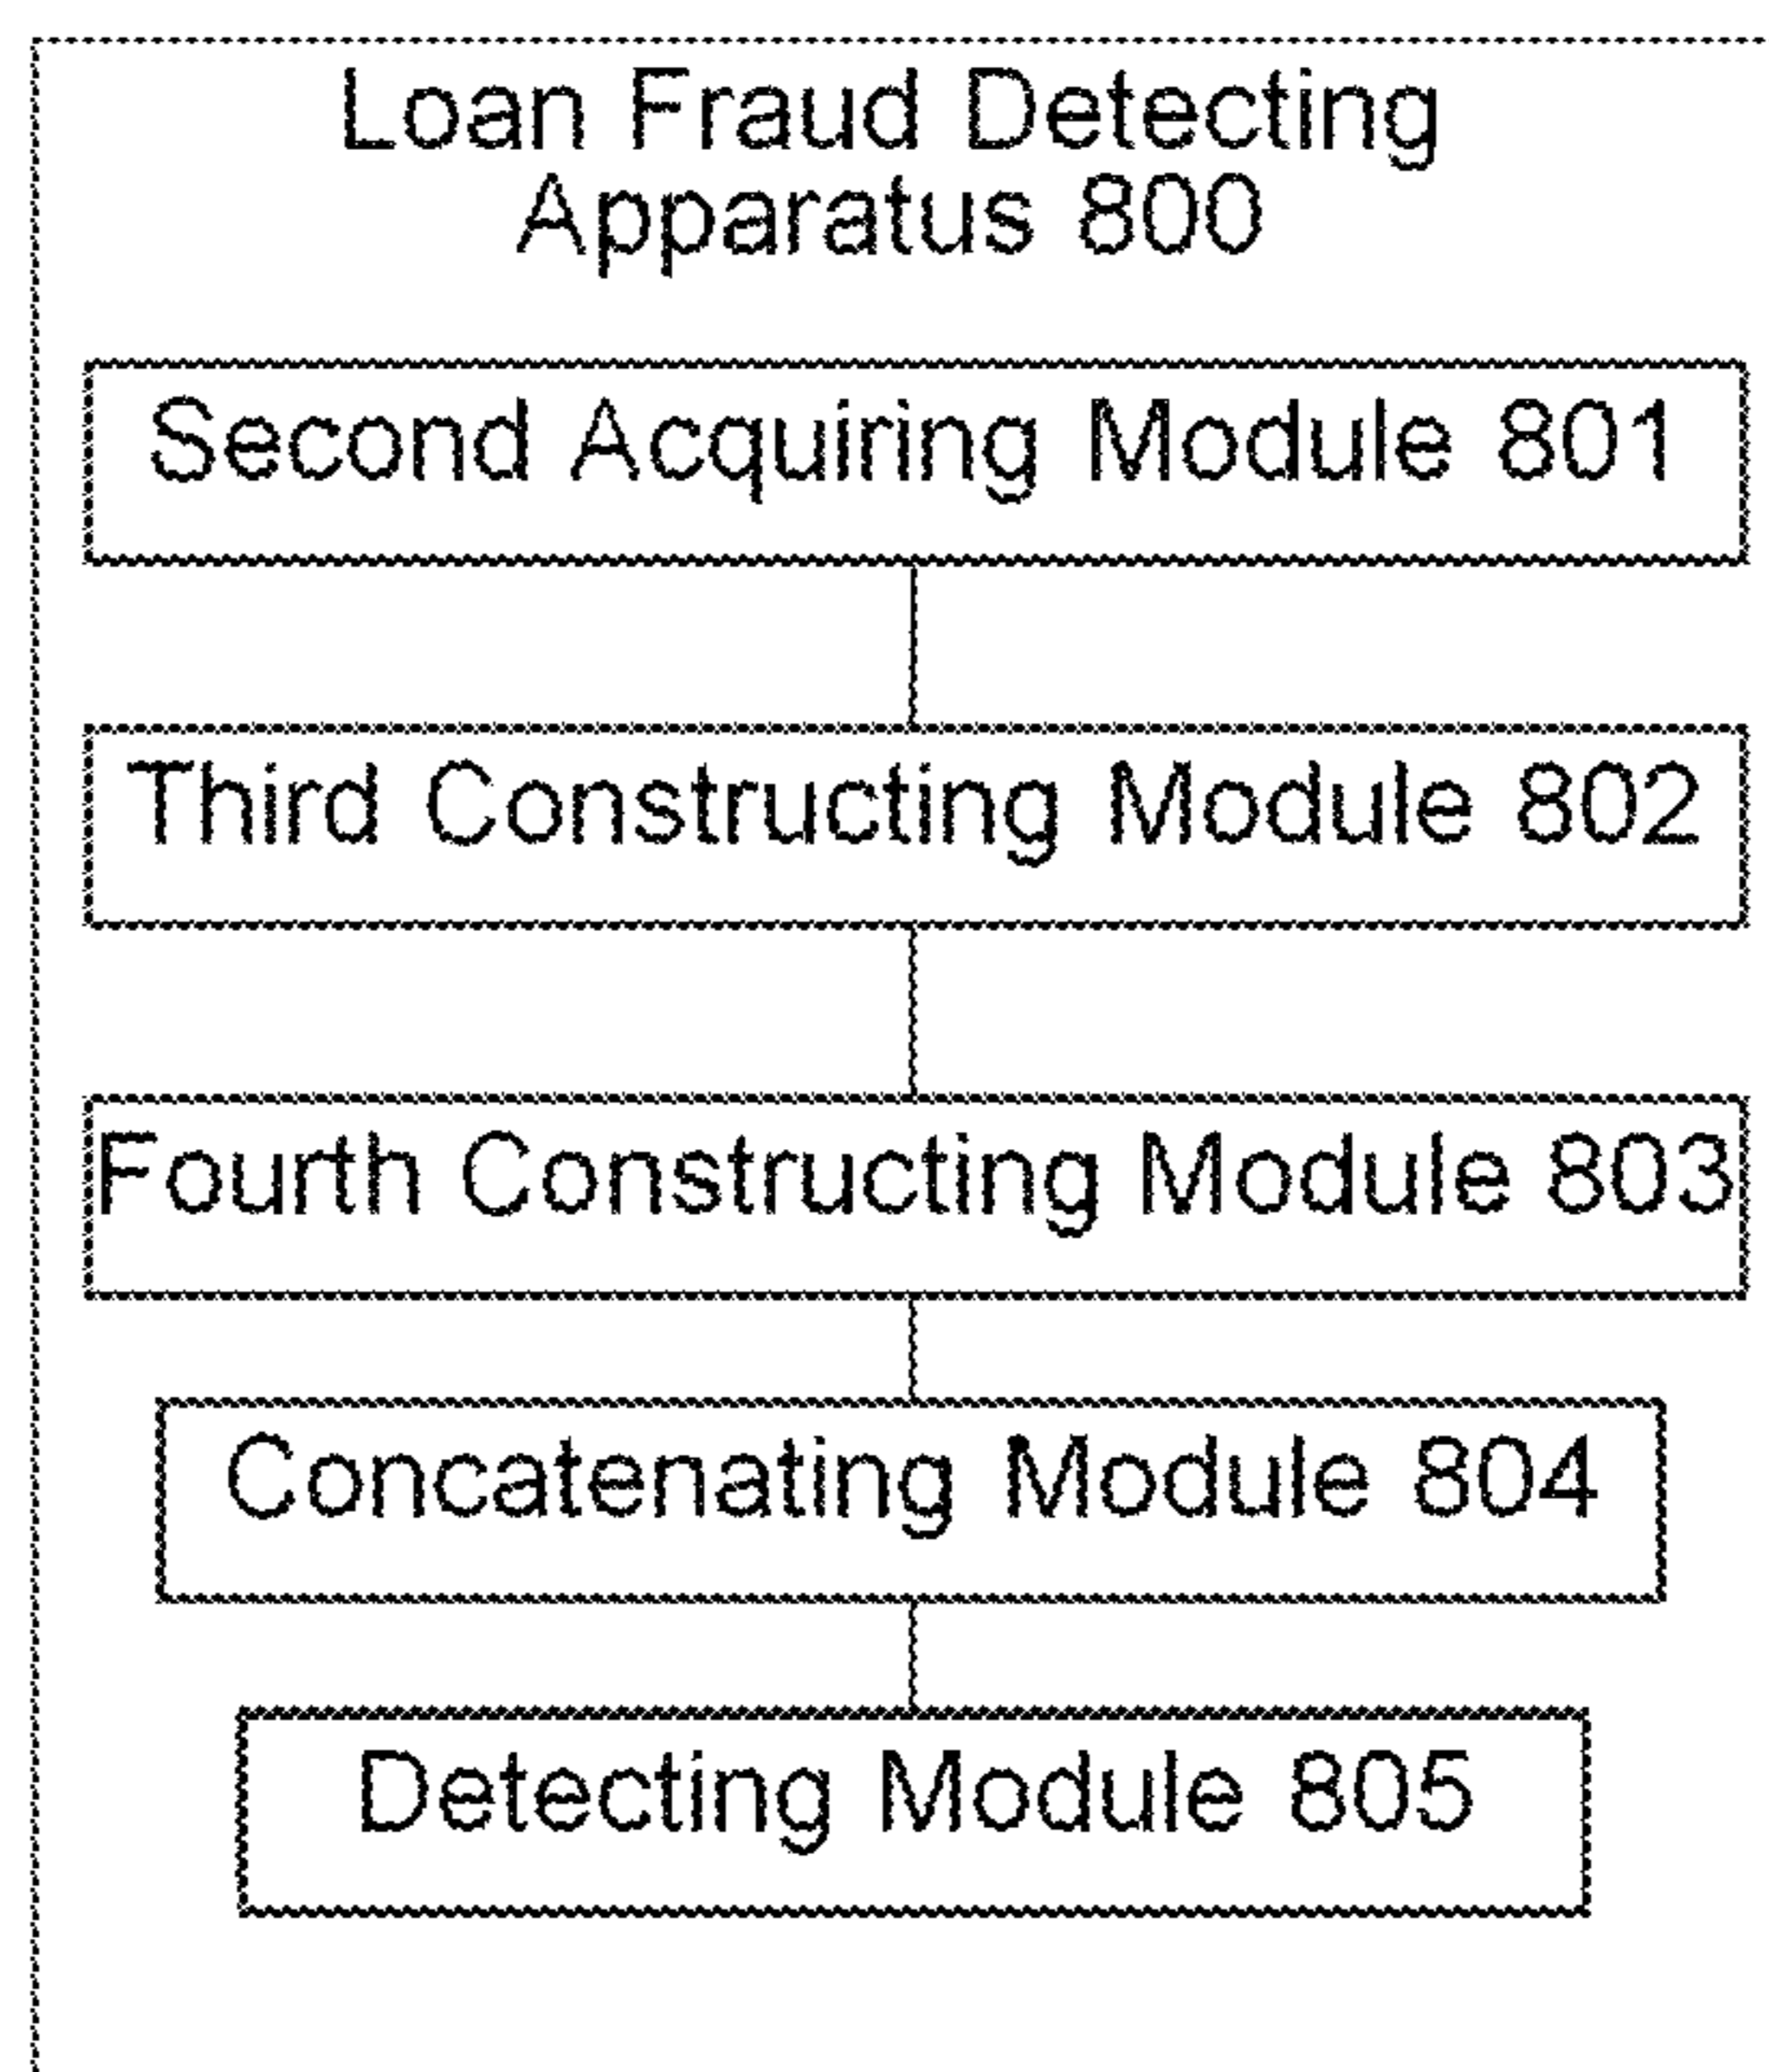 Loan Fraud Detecting
Apparatus 800
Second Acquiring Module 801
Third Constructing Module 802
Fourth Constructing Module 803
Concatenating Module 804
Detecting Module 805